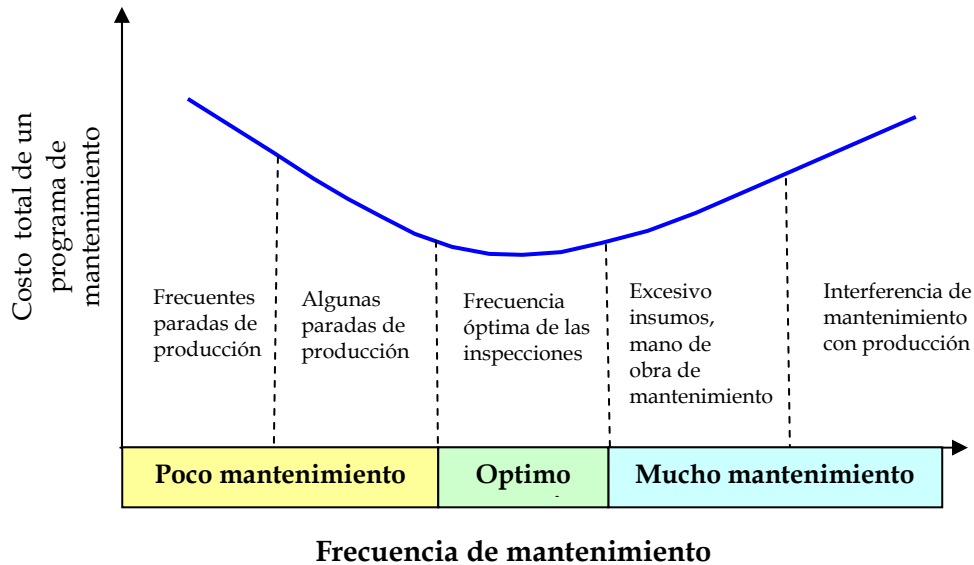 Costo total de un
programa de
mantenimiento
Frecuentes
paradas de
producción
Algunas
paradas de
producción
Frecuencia
óptima de las
inspecciones
Excesivo
insumos,
mano de
obra de
mantenimiento
Interferencia de
mantenimiento
con producción
Poco mantenimiento
Optimo
Mucho mantenimiento
Frecuencia de mantenimiento